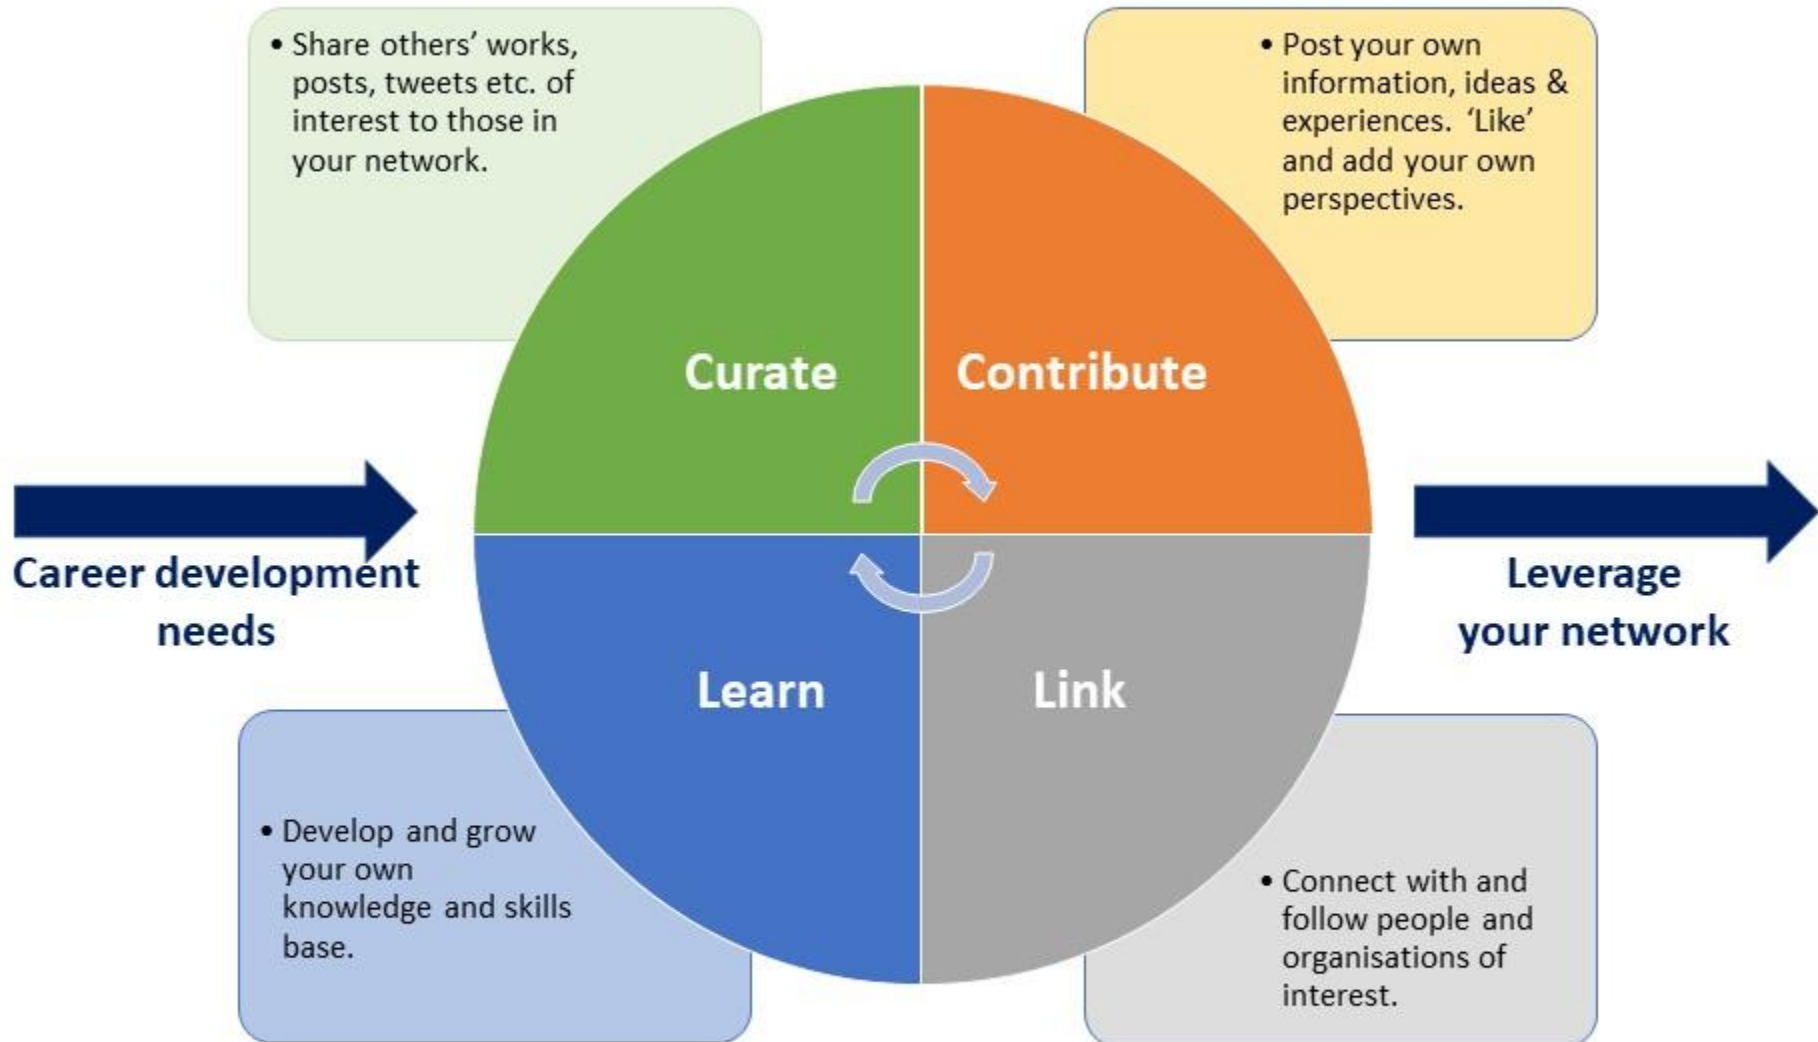 • Share others’ works,
posts, tweets etc. of
interest to those in
your network.
• Post your own
information, ideas &
experiences. ‘Like’
and add your own
perspectives.
Curate
Contribute
Career development
needs
Leverage
your network
Learn
Link
• Develop and grow
your own
knowledge and skills
base.
• Connect with and
follow people and
organisations of
interest.